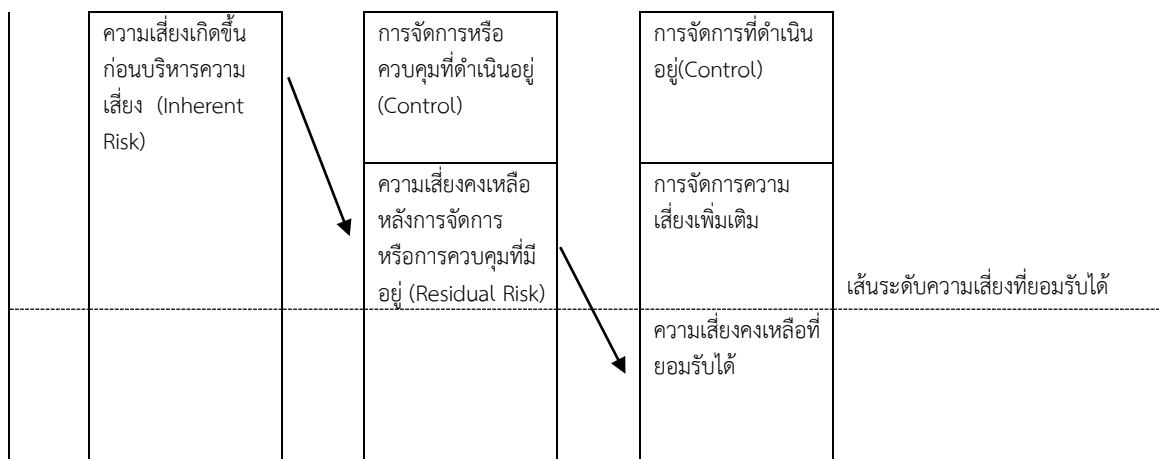 ความเสี่ยงเกิดขึ้น
ก่อนบริหารความ
เสี่ยง (Inherent
Risk)
การจัดการหรือ
ควบคุมที่ดำเนินอยู่
(Control)
ความเสี่ยงคงเหลือ
หลังการจัดการ
หรือการควบคุมที่มี
อยู่ (Residual Risk)
การจัดการที่ดำเนิน
อยู่(Control)
การจัดการความ
เสี่ยงเพิ่มเติม
ความเสี่ยงคงเหลือที่
ยอมรับได้
เส้นระดับความเสี่ยงที่ยอมรับได้